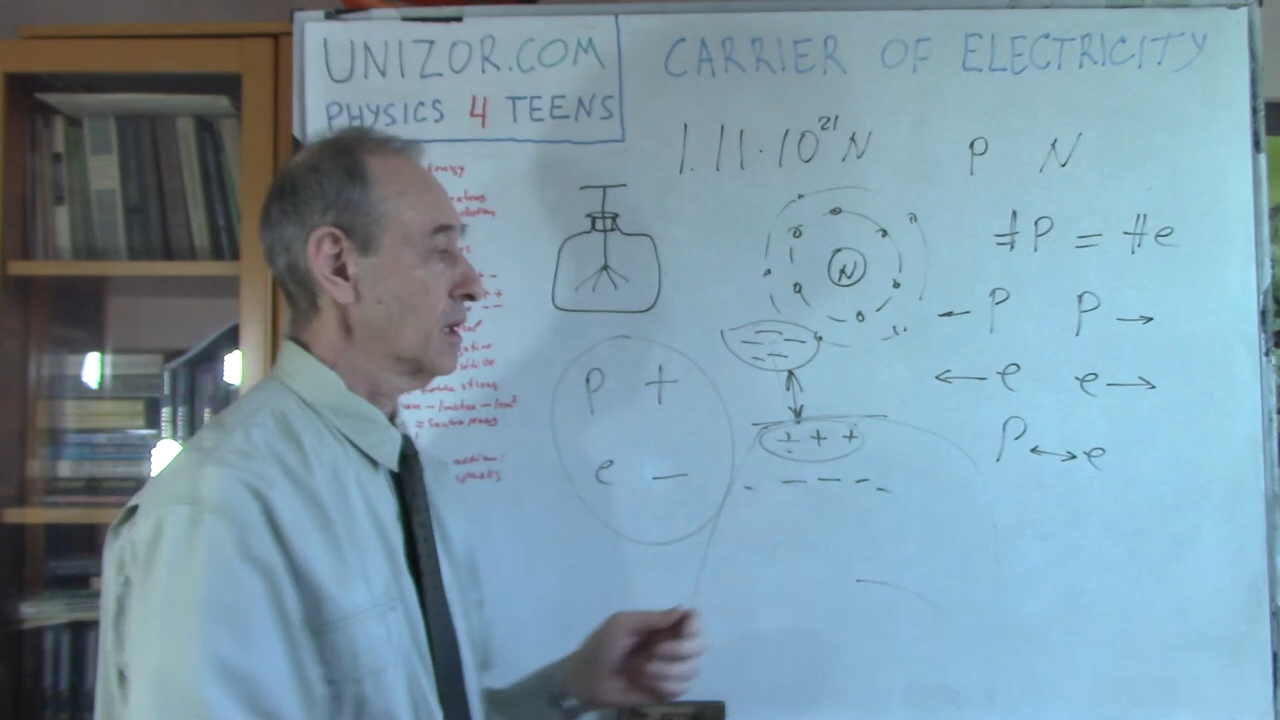 UNIZOR.COM
PHYSICS 4 TEENS
CARRIER OF ELECTRICITY
1.11·10²¹N
P N
#P = #e
N
← P P →
← e e →
P ↔ e
P +
e −
− − − − −
+ + +
− − − − −